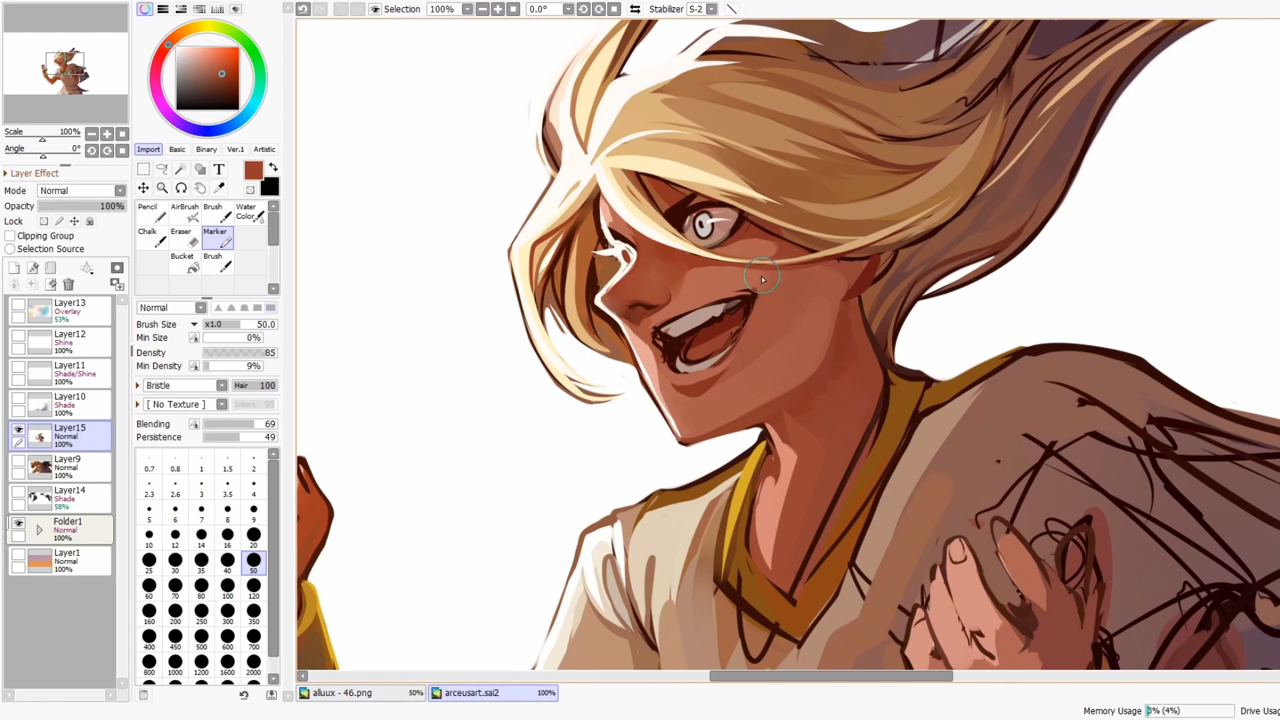 Selection 100% 0.0° Stabilizer S-2
Scale 100%
Angle 0°
Layer Effect
Mode Normal
Opacity 100%
Lock
Clipping Group
Selection Source
Layer13
Overlay
53%
Layer12
Shine
100%
Layer11
Shade/Shine
100%
Layer10
Shade
100%
Layer15
Normal
100%
Layer9
Normal
100%
Layer14
Shade
58%
Folder1
Normal
100%
Layer1
Normal
100%
Import Basic Binary Ver.1 Artistic
T
Pencil AirBrush Brush Water Color
Chalk Eraser Marker
Bucket Brush
Normal
Brush Size x1.0 50.0
Min Size 0%
Density 85
Min Density 9%
Bristle Hair 100
[ No Texture ]
Blending 69
Persistence 49
0.7 0.8 1 1.5 2
2.3 2.6 3 3.5 4
5 6 7 8 9
10 12 14 16 20
25 30 35 40 50
60 70 80 100 120
160 200 250 300 350
400 450 500 600 700
800 1000 1200 1600 2000
alluux - 46.png 50% arceusart.sai2 100%
Memory Usage 3% (4%) Drive Usag